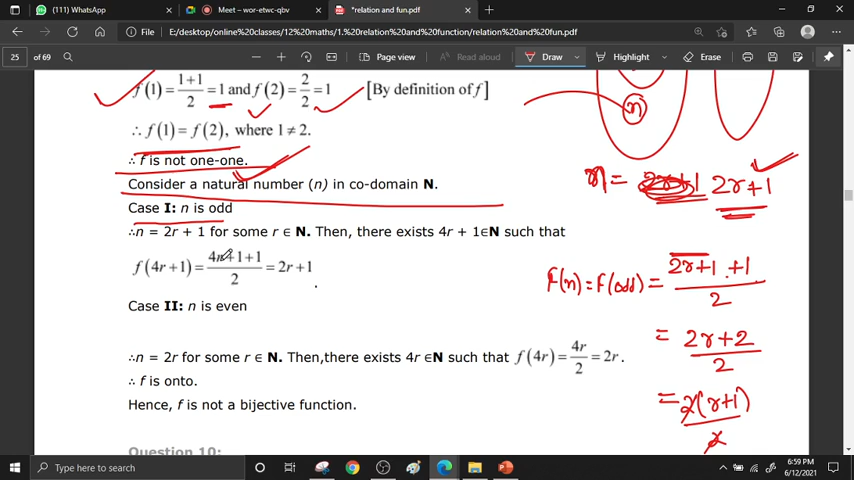 (111) WhatsApp
Meet – wor-etwc-qbv
*relation and fun.pdf
File
E:/desktop/online%20classes/12%20maths/1.%20relation%20and%20function/relation%20and%20fun.pdf
25 of 69
Page view
Read aloud
Draw
Highlight
Erase
f(1) = 1+1/2 = 1 and f(2) = 2/2 = 1 [By definition of f]
∴ f(1) = f(2), where 1 ≠ 2.
∴ f is not one-one.
Consider a natural number (n) in co-domain N.
Case I: n is odd
∴n = 2r + 1 for some r ∈ N. Then, there exists 4r + 1∈N such that
f(4r+1) = 4r+1+1/2 = 2r+1
.
Case II: n is even
n = 2r for some r ∈ N. Then,there exists 4r ∈N such that f(4r) = 4r/2 = 2r.
∴ f is onto.
Hence, f is not a bijective function.
Question 10:
n
n = 2r+1 2r+1
F(n) = F(odd) = 2r+1 +1/2
= 2r+2/2
= 2(r+1)/2
Type here to search
6:59 PM
6/12/2021